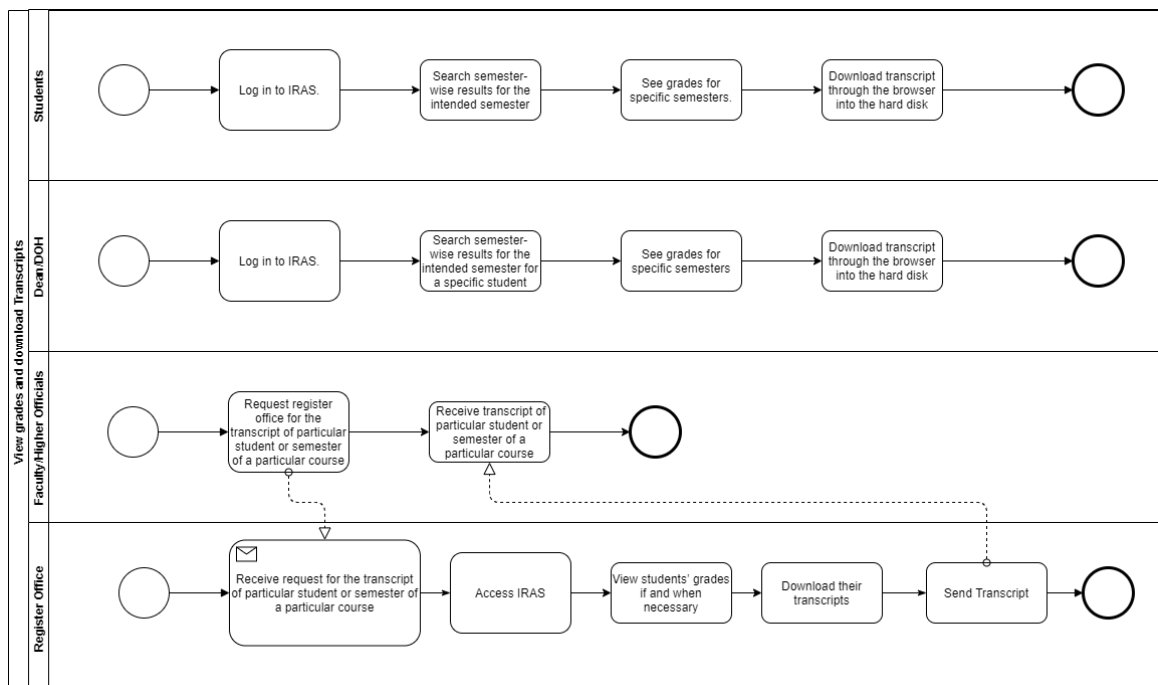 View grades and download Transcripts
Students
Log in to IRAS.
Search semester-
wise results for the
intended semester
See grades for
specific semesters.
Download transcript
through the browser
into the hard disk
Dean/DOH
Log in to IRAS.
Search semester-
wise results for the
intended semester for
a specific student
See grades for
specific semesters
Download transcript
through the browser
into the hard disk
Faculty/Higher Officials
Request register
office for the
transcript of particular
student or semester
of a particular course
Receive transcript of
particular student or
semester of a
particular course
Register Office
Receive request for the transcript
of particular student or semester of
a particular course
Access IRAS
View students' grades
if and when
necessary
Download their
transcripts
Send Transcript